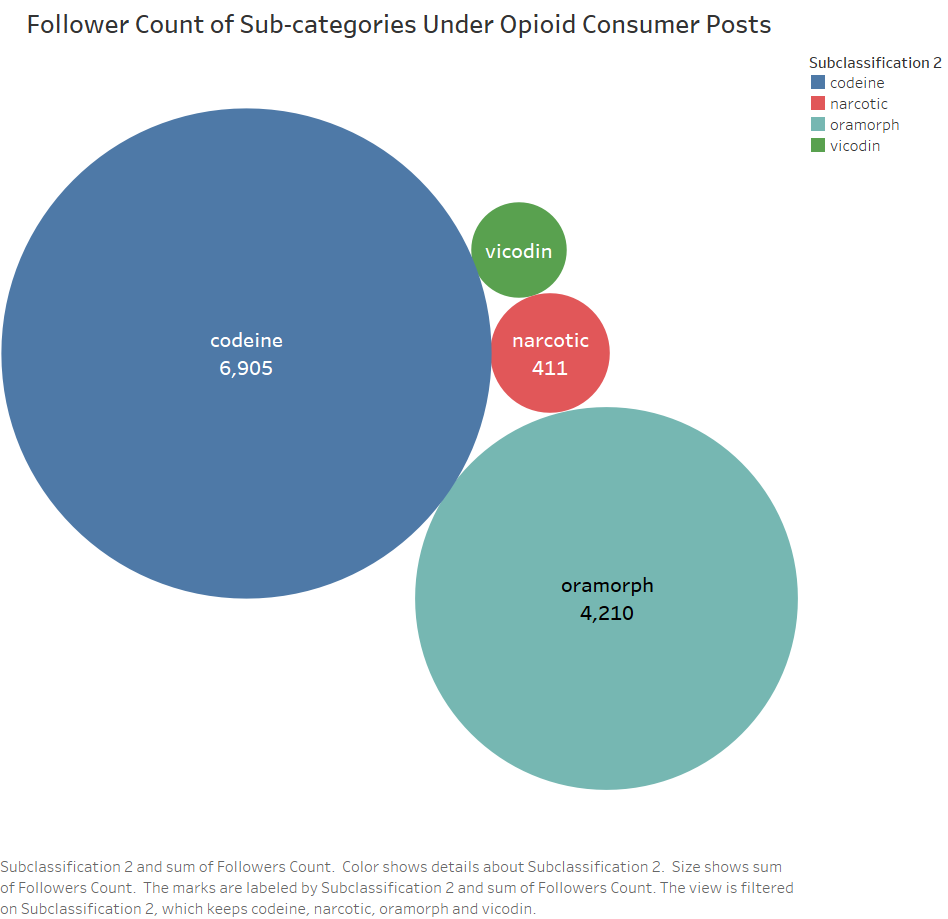 Follower Count of Sub-categories Under Opioid Consumer Posts
Subclassification 2
codeine
narcotic
oramorph
vicodin
vicodin
codeine
6,905
narcotic
411
oramorph
4,210
Subclassification 2 and sum of Followers Count.  Color shows details about Subclassification 2.  Size shows sum
of Followers Count.  The marks are labeled by Subclassification 2 and sum of Followers Count. The view is filtered
on Subclassification 2, which keeps codeine, narcotic, oramorph and vicodin.